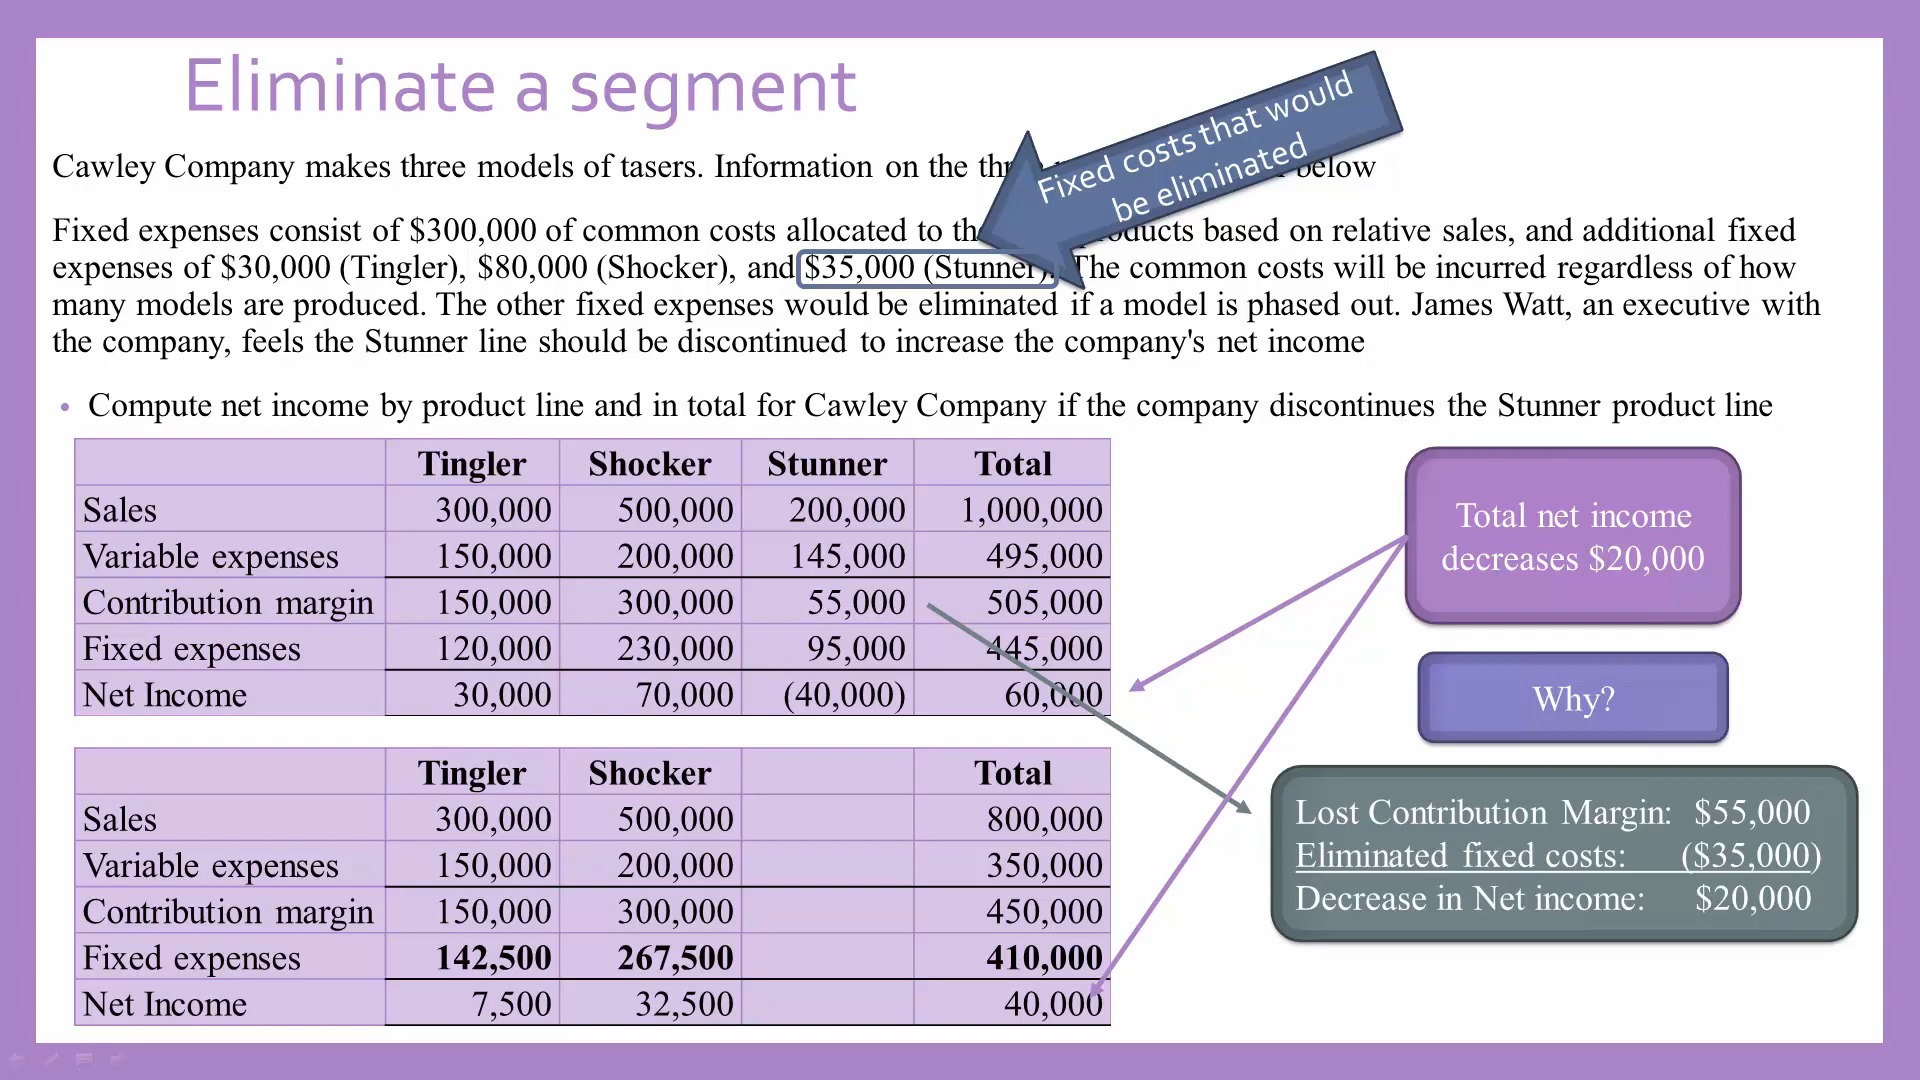 Eliminate a segment
Fixed costs that would
be eliminated
Cawley Company makes three models of tasers. Information on the below
Fixed expenses consist of $300,000 of common costs allocated to products based on relative sales, and additional fixed
expenses of $30,000 (Tingler), $80,000 (Shocker), and $35,000 (Stunner). The common costs will be incurred regardless of how
many models are produced. The other fixed expenses would be eliminated if a model is phased out. James Watt, an executive with
the company, feels the Stunner line should be discontinued to increase the company's net income
• Compute net income by product line and in total for Cawley Company if the company discontinues the Stunner product line
Tingler Shocker Stunner Total
Sales 300,000 500,000 200,000 1,000,000
Variable expenses 150,000 200,000 145,000 495,000
Contribution margin 150,000 300,000 55,000 505,000
Fixed expenses 120,000 230,000 95,000 445,000
Net Income 30,000 70,000 (40,000) 60,000
Tingler Shocker Total
Sales 300,000 500,000 800,000
Variable expenses 150,000 200,000 350,000
Contribution margin 150,000 300,000 450,000
Fixed expenses 142,500 267,500 410,000
Net Income 7,500 32,500 40,000
Total net income
decreases $20,000
Why?
Lost Contribution Margin: $55,000
Eliminated fixed costs: ($35,000)
Decrease in Net income: $20,000